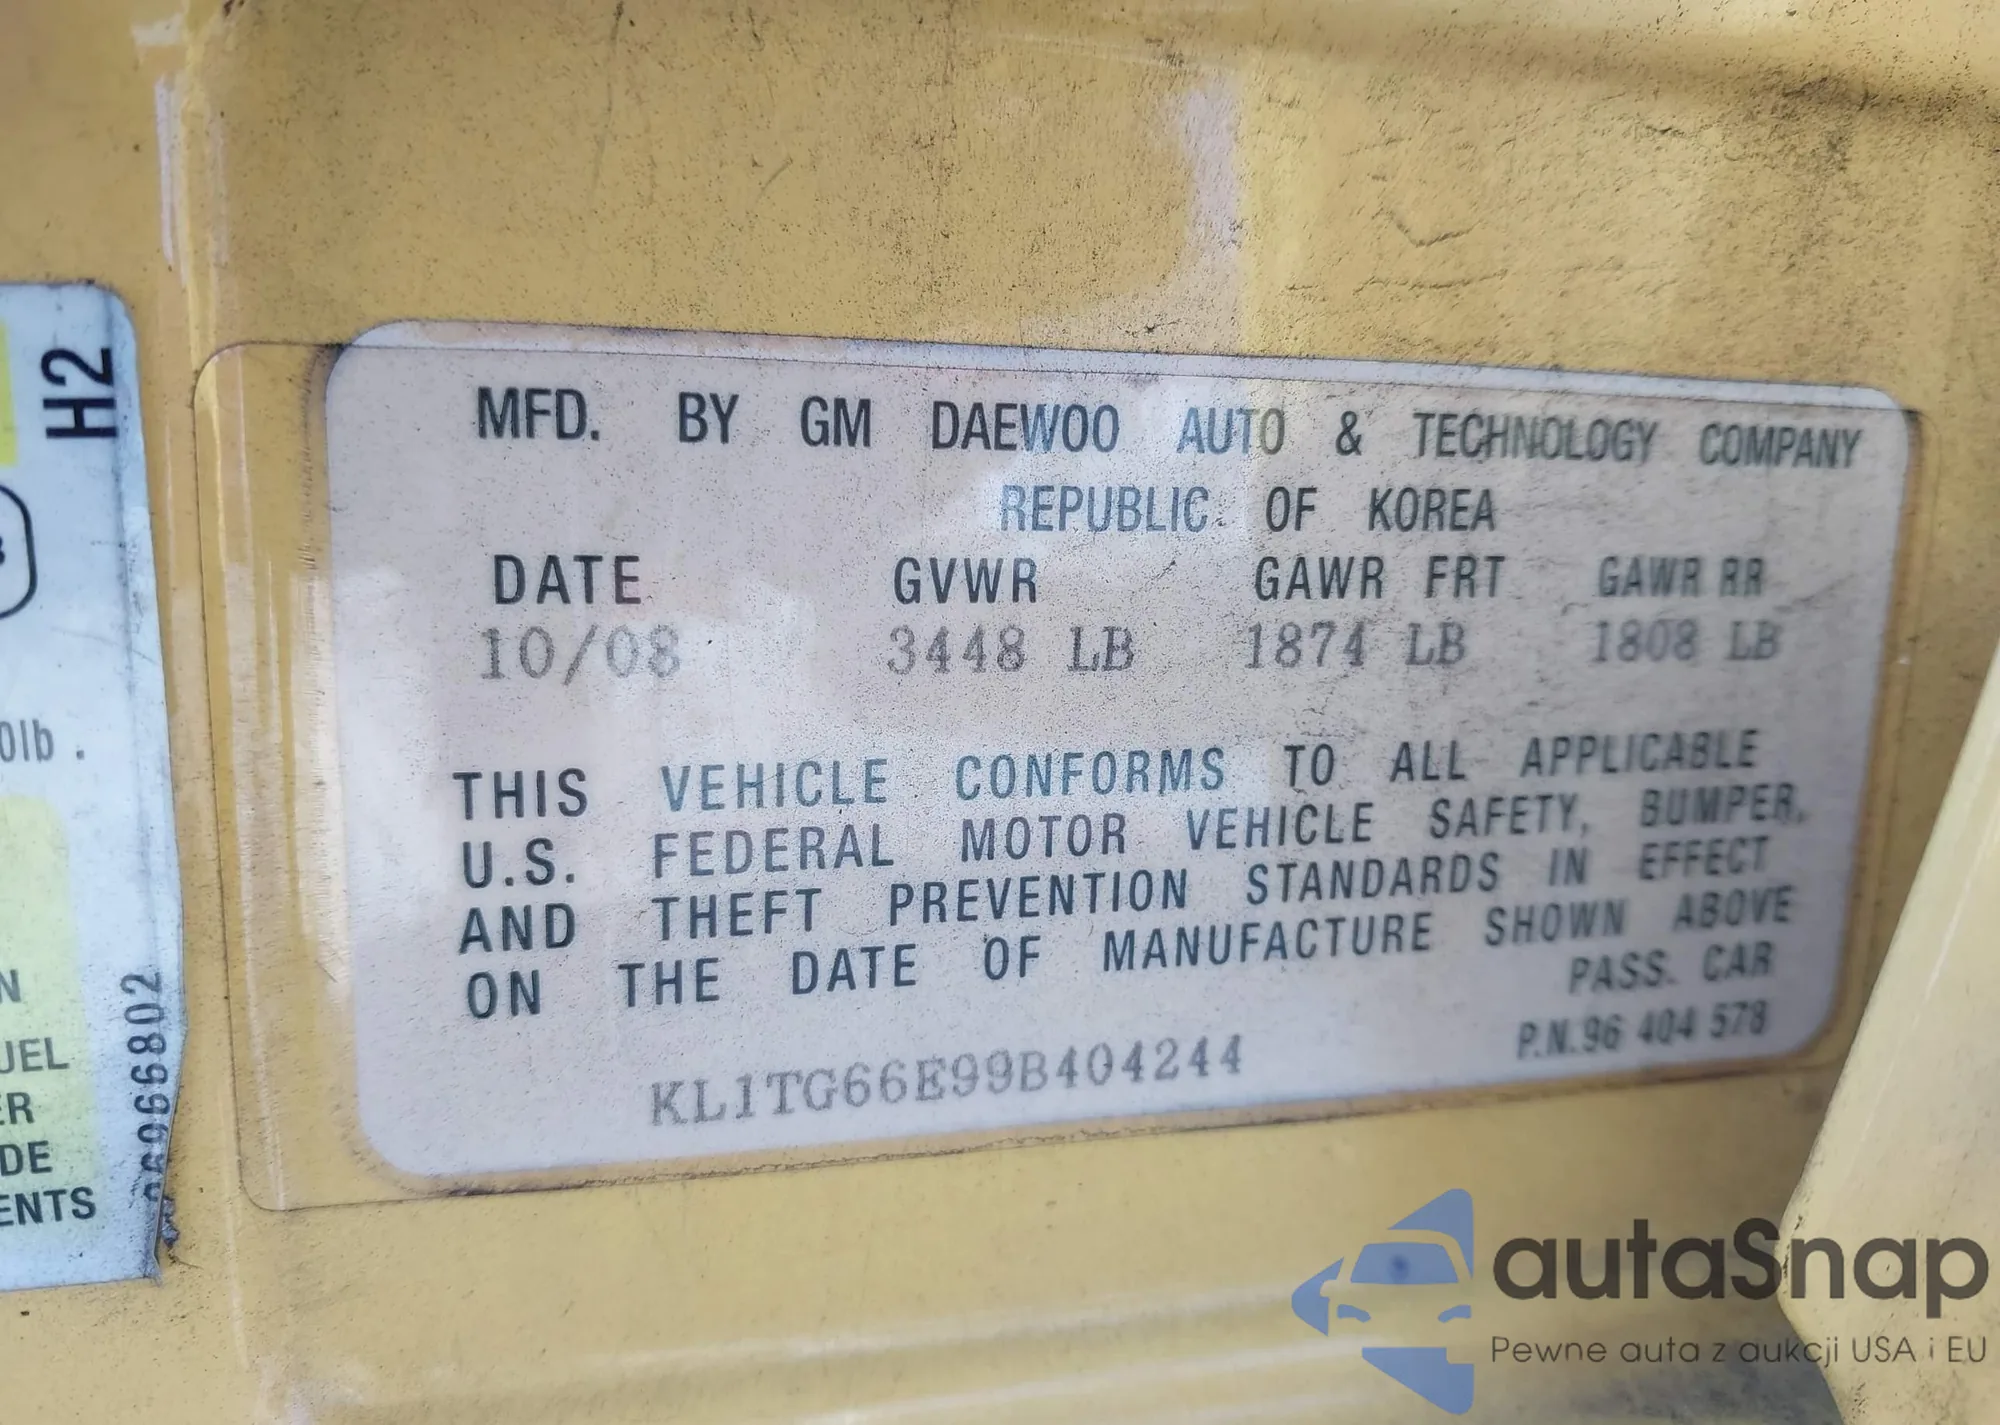 H2
0lb .
N
UEL
ER
DE
ENTS
96966802
MFD. BY GM DAEWOO AUTO & TECHNOLOGY COMPANY
REPUBLIC OF KOREA
DATE GVWR GAWR FRT GAWR RR
10/08 3448 LB 1874 LB 1808 LB
THIS VEHICLE CONFORMS TO ALL APPLICABLE
U.S. FEDERAL MOTOR VEHICLE SAFETY, BUMPER,
AND THEFT PREVENTION STANDARDS IN EFFECT
ON THE DATE OF MANUFACTURE SHOWN ABOVE
PASS. CAR
KL1TG66E99B404244
P.N.96 404 578
autaSnap
Pewne auta z aukcji USA i EU